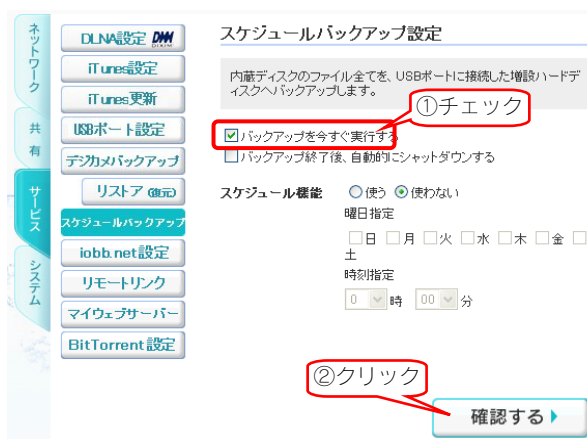 ネットワーク
共有
サービス
システム
DLNA設定 DiXiM
iTunes設定
iTunes更新
USBポート設定
デジカメバックアップ
リストア(復元)
スケジュールバックアップ
iobb.net設定
リモートリンク
マイウェブサーバー
BitTorrent設定
スケジュールバックアップ設定
内蔵ディスクのファイル全てを、USBポートに接続した増設ハードデ
ィスクへバックアップします。
①チェック
バックアップを今すぐ実行する
バックアップ終了後、自動的にシャットダウンする
スケジュール機能 使う 使わない
曜日指定
日 月 火 水 木 金
土
時刻指定
0 時 00 分
②クリック
確認する